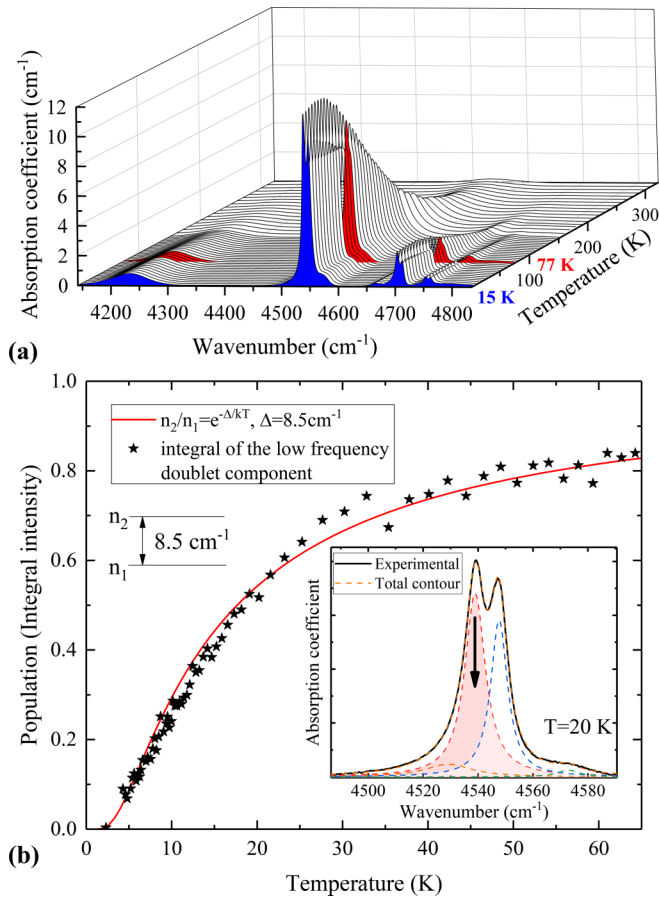 12
10
8
6
4
2
0
Absorption coefficient (cm-1)
4200 4300 4400 4500 4600 4700 4800
Wavenumber (cm-1)
15 K
77 K
100
200
300
Temperature (K)
(a)
1.0
0.8
0.6
0.4
0.2
0.0
Population (Integral intensity)
n2/n1=e-Δ/kT, Δ=8.5cm-1
integral of the low frequency
doublet component
n2
8.5 cm-1
n1
Experimental
Total contour
T=20 K
Absorption coefficient
4500 4520 4540 4560 4580
Wavenumber (cm-1)
0 10 20 30 40 50 60
Temperature (K)
(b)